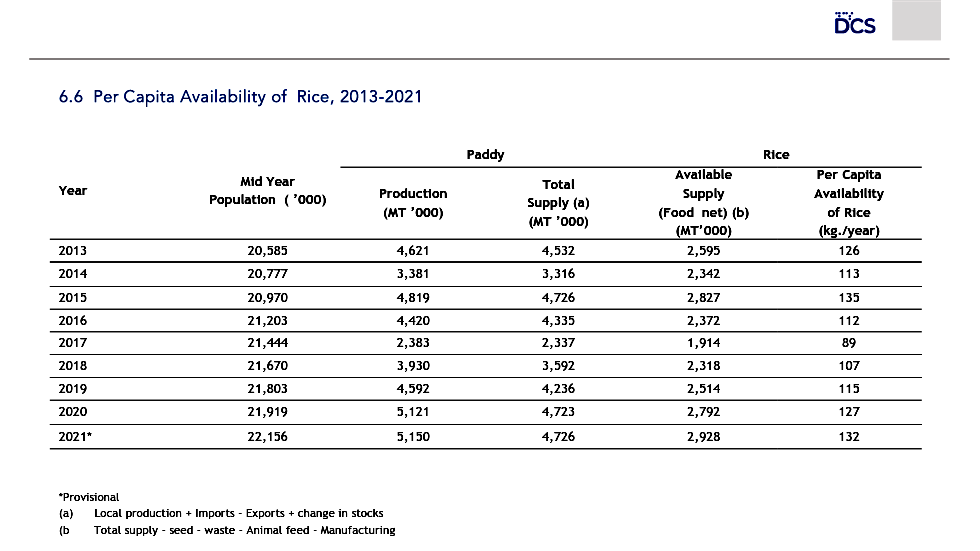 DCS
6.6 Per Capita Availability of Rice, 2013-2021
Paddy Rice
Year
Mid Year
Population ( ’000)
Production
(MT ’000)
Total
Supply (a)
(MT ’000)
Available
Supply
(Food net) (b)
(MT’000)
Per Capita
Availability
of Rice
(kg./year)
2013 20,585 4,621 4,532 2,595 126
2014 20,777 3,381 3,316 2,342 113
2015 20,970 4,819 4,726 2,827 135
2016 21,203 4,420 4,335 2,372 112
2017 21,444 2,383 2,337 1,914 89
2018 21,670 3,930 3,592 2,318 107
2019 21,803 4,592 4,236 2,514 115
2020 21,919 5,121 4,723 2,792 127
2021* 22,156 5,150 4,726 2,928 132
*Provisional
(a) Local production + Imports - Exports + change in stocks
(b Total supply - seed - waste - Animal feed - Manufacturing